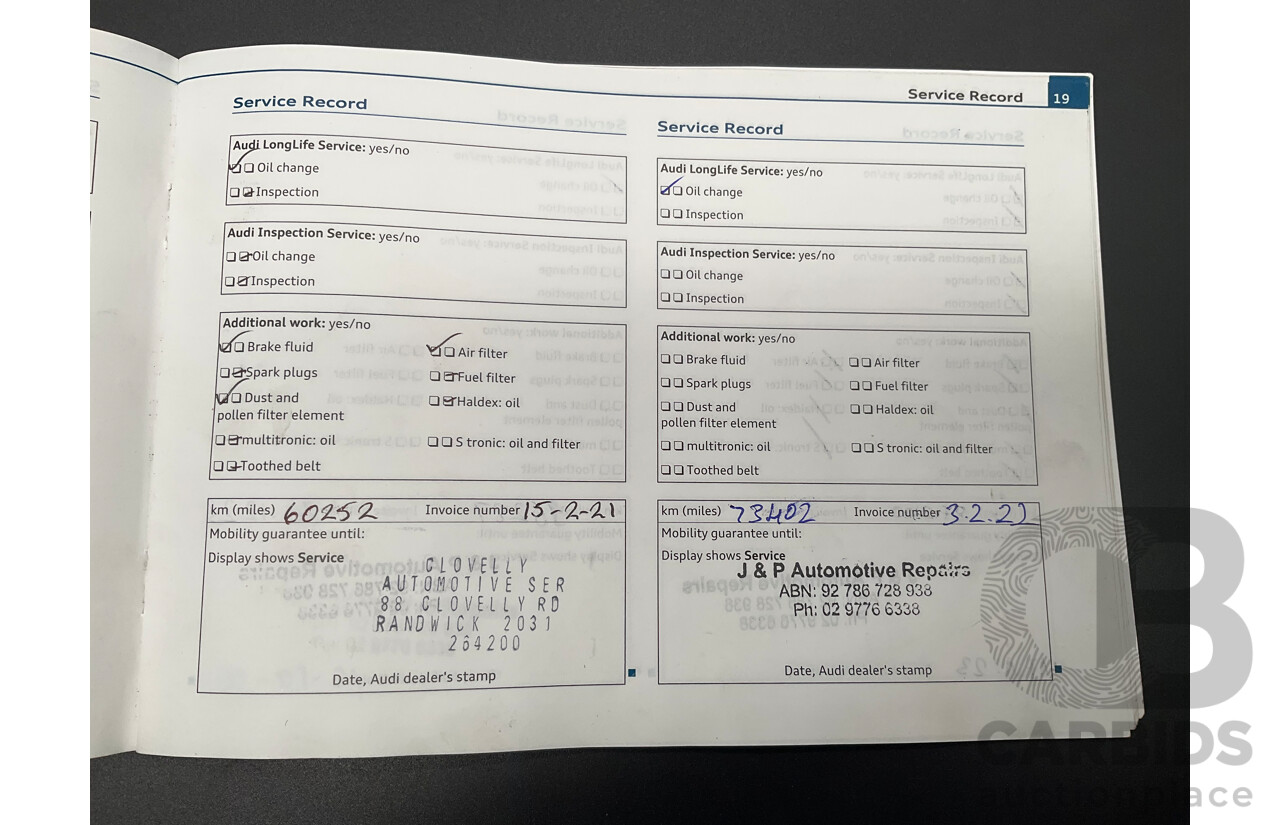 Service Record 19
Service Record
Audi LongLife Service: yes/no
Oil change
Inspection
Audi Inspection Service: yes/no
Oil change
Inspection
Additional work: yes/no
Brake fluid
Air filter
Spark plugs
Fuel filter
Dust and
pollen filter element
Haldex: oil
multitronic: oil
S tronic: oil and filter
Toothed belt
km (miles) 60252 Invoice number 15-2-21
Mobility guarantee until:
Display shows Service
CLOVELLY
AUTOMOTIVE SER
88 CLOVELLY RD
RANDWICK 2031
264200
Date, Audi dealer's stamp
Service Record
Audi LongLife Service: yes/no
Oil change
Inspection
Audi Inspection Service: yes/no
Oil change
Inspection
Additional work: yes/no
Brake fluid
Air filter
Spark plugs
Fuel filter
Dust and
pollen filter element
Haldex: oil
multitronic: oil
S tronic: oil and filter
Toothed belt
km (miles) 73402 Invoice number 3.2.22
Mobility guarantee until:
Display shows Service
J & P Automotive Repairs
ABN: 92 786 728 938
Ph: 02 9776 6338
Date, Audi dealer's stamp
CB
CARBIDS
auctionplace